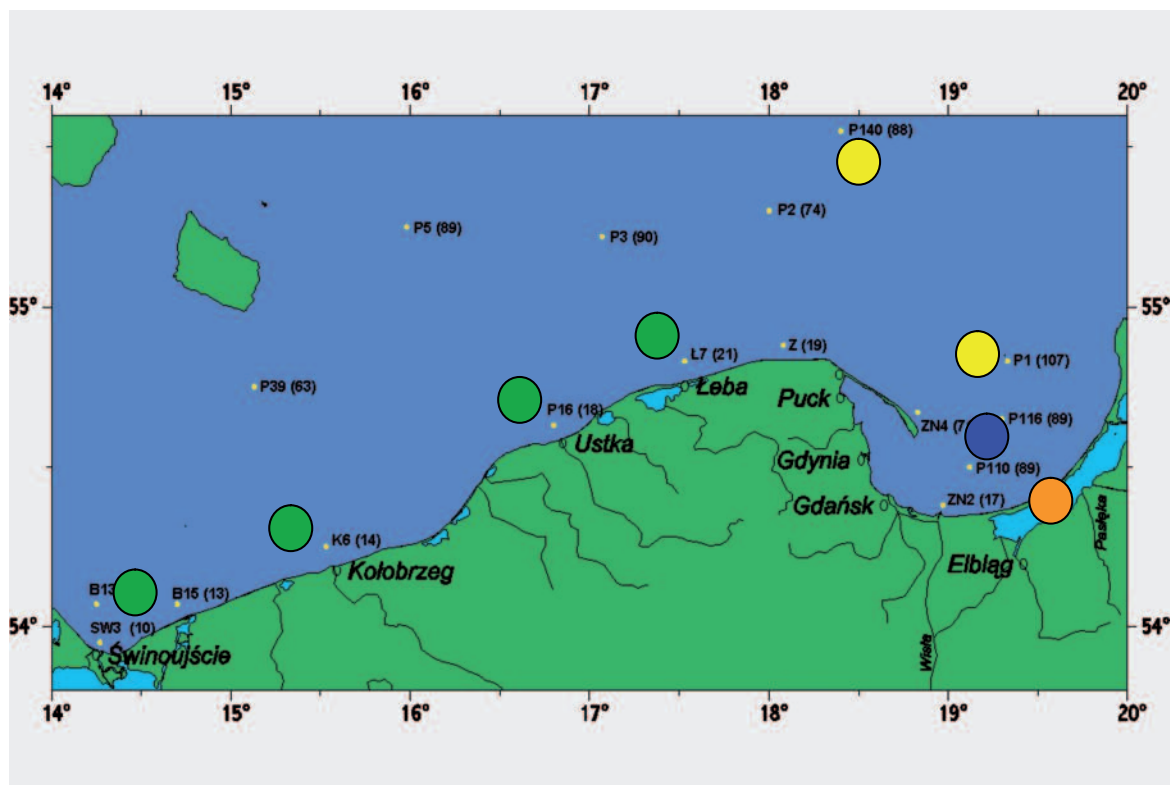 14° 15° 16° 17° 18° 19° 20°
P140 (88)
P2 (74)
P5 (89)
P3 (90)
55° 55°
Z (19)
Ł7 (21)
P1 (107)
P39 (63)
Łeba
Puck
P16 (18)
ZN4 (7
P116 (89)
Ustka
Gdynia
P110 (89)
Gdańsk
ZN2 (17)
Pasłęka
K6 (14)
Kołobrzeg
Elbląg
B13
B15 (13)
54° 54°
SW3 (10)
Świnoujście
Wisła
14° 15° 16° 17° 18° 19° 20°